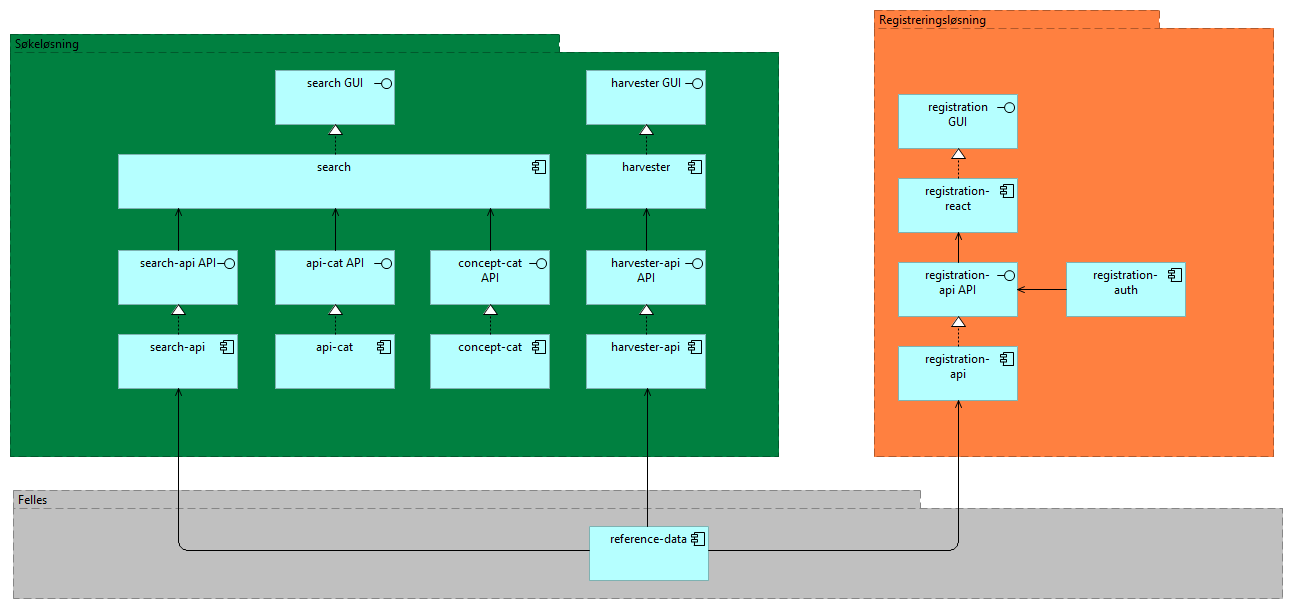 Søkeløsning
search GUI
harvester GUI
search
harvester
search-api API
api-cat API
concept-cat
API
harvester-api
API
search-api
api-cat
concept-cat
harvester-api
Registreringsløsning
registration
GUI
registration-
react
registration-
api API
registration-
auth
registration-
api
Felles
reference-data